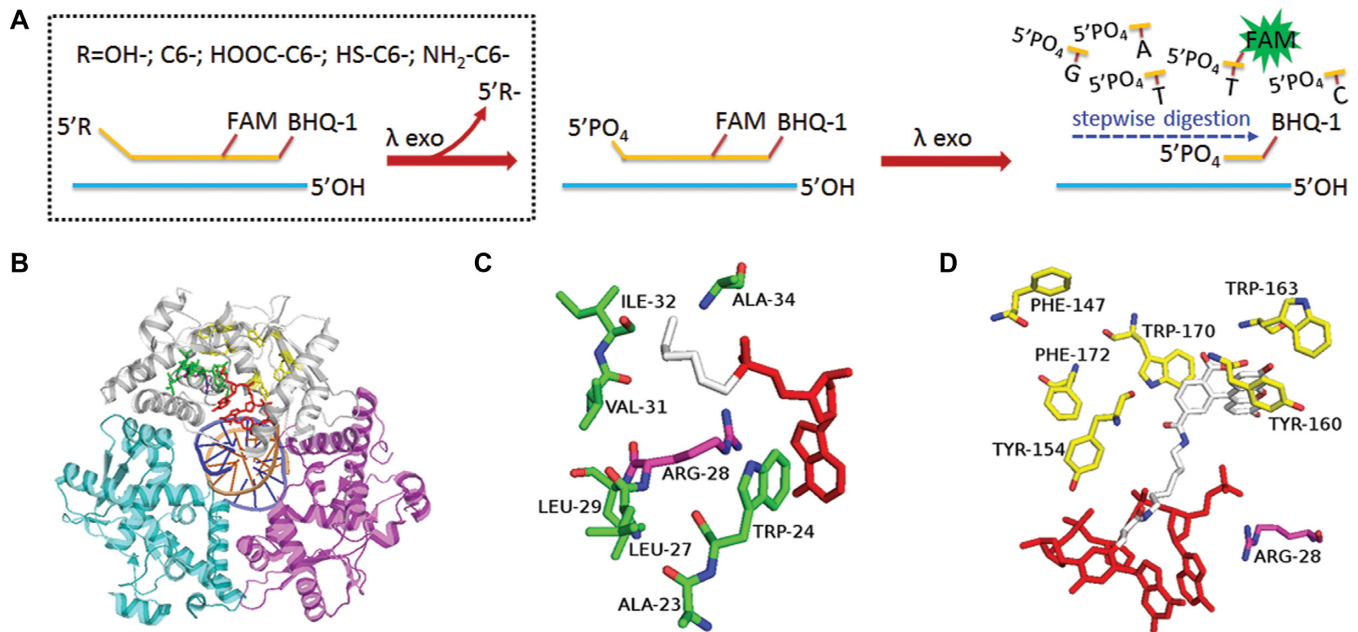 A
R=OH-; C6-; HOOC-C6-; HS-C6-; NH₂-C6-
5'R-
5'R
FAM
BHQ-1
λ exo
5'OH
5'PO₄
FAM
BHQ-1
5'OH
λ exo
5'PO₄
G
5'PO₄
A
5'PO₄
T
5'PO₄
T
FAM
5'PO₄
C
stepwise digestion
BHQ-1
5'PO₄
5'OH
B
C
ILE-32
ALA-34
VAL-31
ARG-28
LEU-29
LEU-27
TRP-24
ALA-23
D
PHE-147
TRP-163
TRP-170
PHE-172
TYR-154
TYR-160
ARG-28